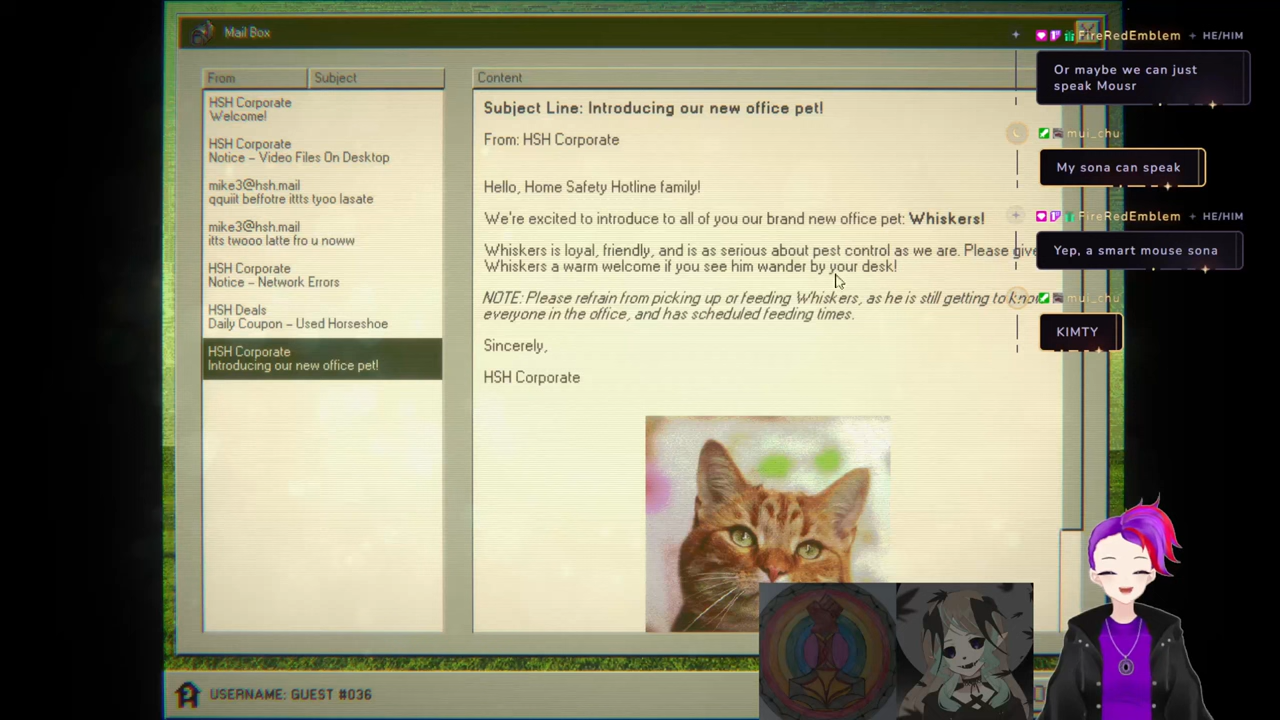 Mail Box
From
Subject
Content
HSH Corporate
Welcome!
HSH Corporate
Notice – Video Files On Desktop
mike3@hsh.mail
qquiit beffotre ittts tyoo lasate
mike3@hsh.mail
itts twooo latte fro u noww
HSH Corporate
Notice – Network Errors
HSH Deals
Daily Coupon – Used Horseshoe
HSH Corporate
Introducing our new office pet!
Subject Line: Introducing our new office pet!
From: HSH Corporate
Hello, Home Safety Hotline family!
We're excited to introduce to all of you our brand new office pet: Whiskers!
Whiskers is loyal, friendly, and is as serious about pest control as we are. Please give
Whiskers a warm welcome if you see him wander by your desk!
NOTE: Please refrain from picking up or feeding Whiskers, as he is still getting to know
everyone in the office, and has scheduled feeding times.
Sincerely,
HSH Corporate
USERNAME: GUEST #036
FireRedEmblem + HE/HIM
Or maybe we can just
speak Mousr
mui_chu
My sona can speak
FireRedEmblem + HE/HIM
Yep, a smart mouse sona
mui_chu
KIMTY